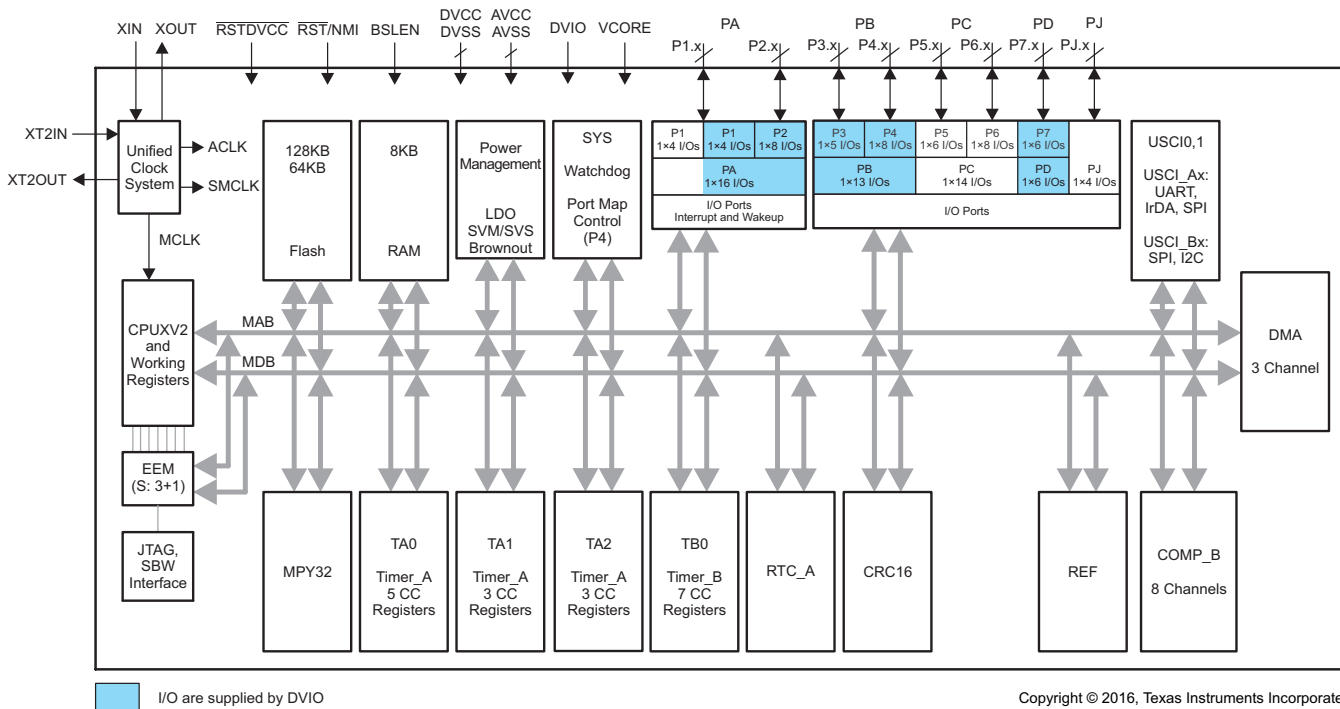 XIN XOUT RSTDVCC RST/NMI BSLEN DVCC DVSS AVCC AVSS DVIO VCORE
PA PB PC PD PJ
P1.x P2.x P3.x P4.x P5.x P6.x P7.x PJ.x
XT2IN
XT2OUT
Unified
Clock
System
ACLK
SMCLK
MCLK
128KB
64KB
Flash
8KB
RAM
Power
Management
LDO
SVM/SVS
Brownout
SYS
Watchdog
Port Map
Control
(P4)
P1
1×4 I/Os
P1
1×4 I/Os
P2
1×8 I/Os
PA
1×16 I/Os
I/O Ports
Interrupt and Wakeup
P3
1×5 I/Os
P4
1×8 I/Os
P5
1×6 I/Os
P6
1×8 I/Os
P7
1×6 I/Os
PB
1×13 I/Os
PC
1×14 I/Os
PD
1×6 I/Os
PJ
1×4 I/Os
I/O Ports
USCI0,1
USCI_Ax:
UART,
IrDA, SPI
USCI_Bx:
SPI, I2C
CPUXV2
and
Working
Registers
MAB
MDB
DMA
3 Channel
EEM
(S: 3+1)
JTAG,
SBW
Interface
MPY32
TA0
Timer_A
5 CC
Registers
TA1
Timer_A
3 CC
Registers
TA2
Timer_A
3 CC
Registers
TB0
Timer_B
7 CC
Registers
RTC_A
CRC16
REF
COMP_B
8 Channels
I/O are supplied by DVIO
Copyright © 2016, Texas Instruments Incorporate